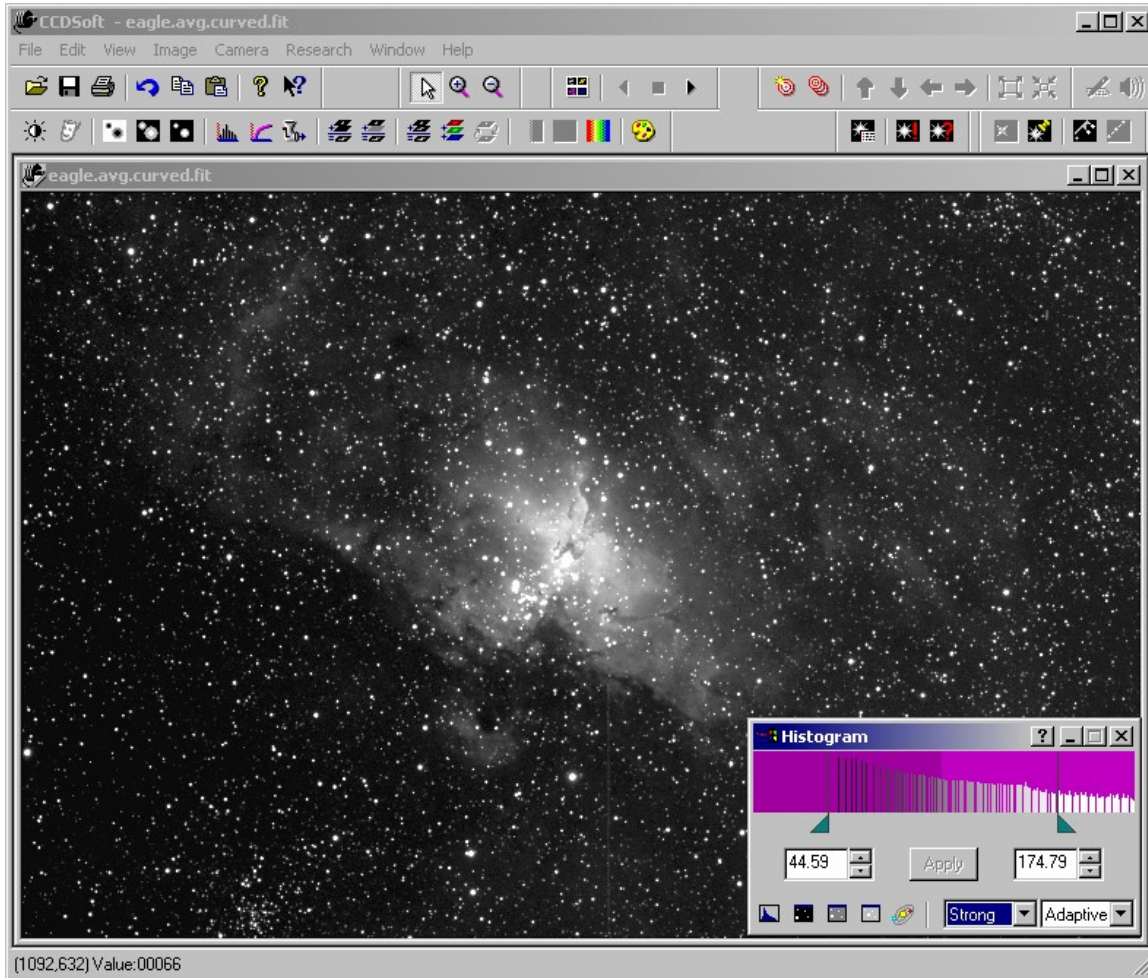 CCDSoft - eagle.avg.curved.fit
File Edit View Image Camera Research Window Help
eagle.avg.curved.fit
Histogram
44.59 Apply 174.79
Strong Adaptive
(1092,632) Value:00066